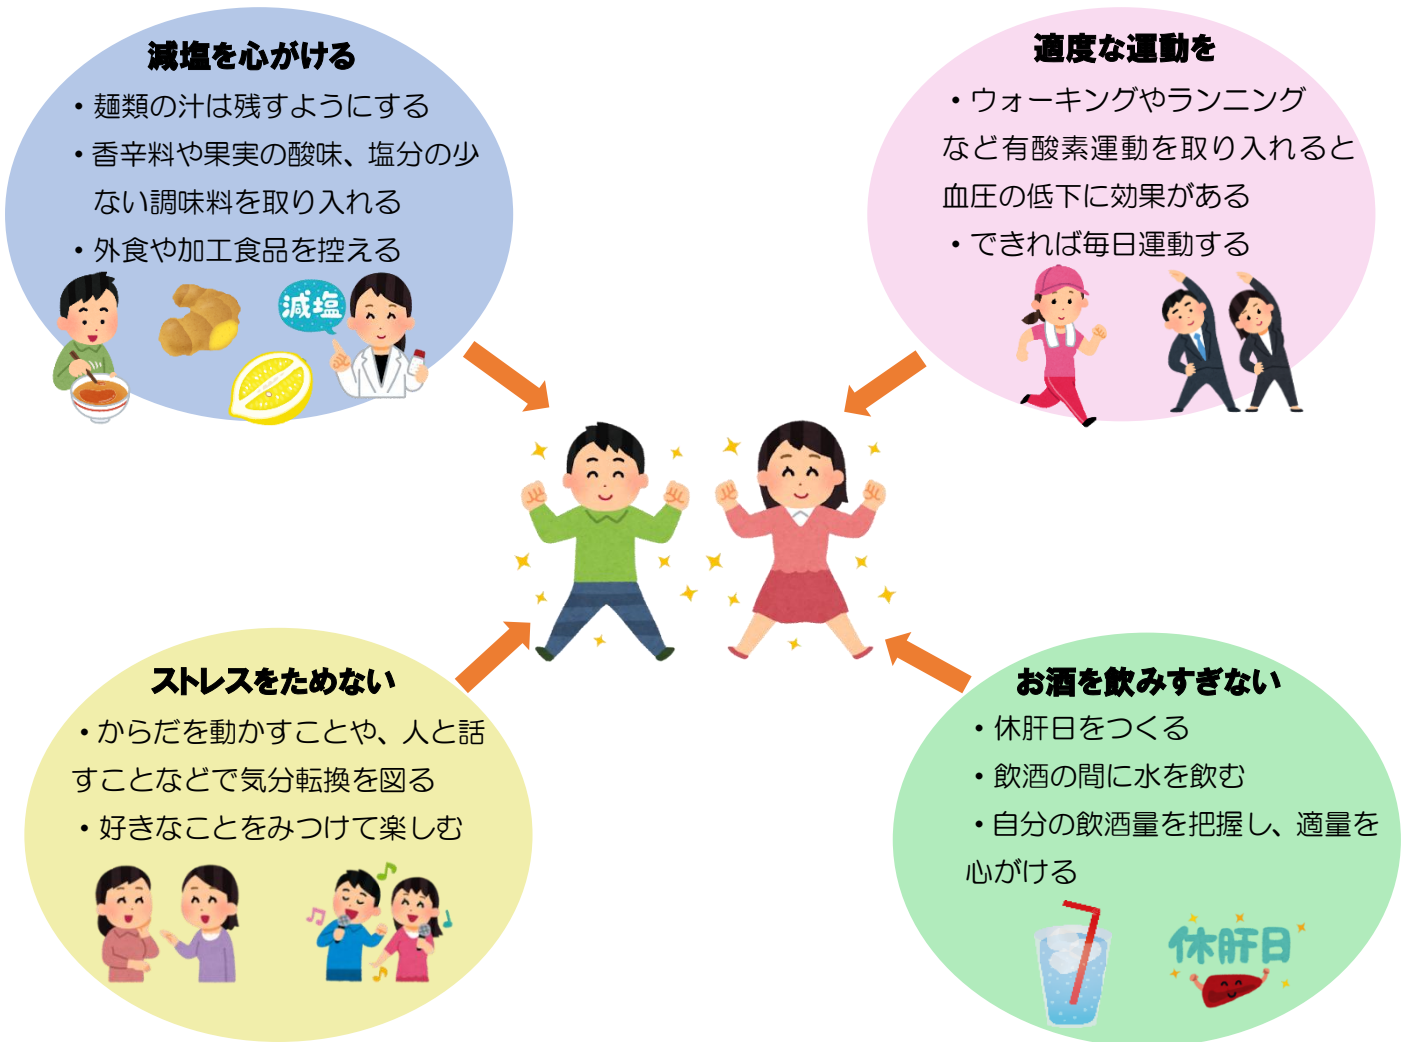 減塩を心がける
・麺類の汁は残すようにする
・香辛料や果実の酸味、塩分の少
ない調味料を取り入れる
・外食や加工食品を控える
減塩
適度な運動を
・ウォーキングやランニング
など有酸素運動を取り入れると
血圧の低下に効果がある
・できれば毎日運動する
ストレスをためない
・からだを動かすことや、人と話
すことなどで気分転換を図る
・好きなことをみつけて楽しむ
お酒を飲みすぎない
・休肝日をつくる
・飲酒の間に水を飲む
・自分の飲酒量を把握し、適量を
心がける
休肝日